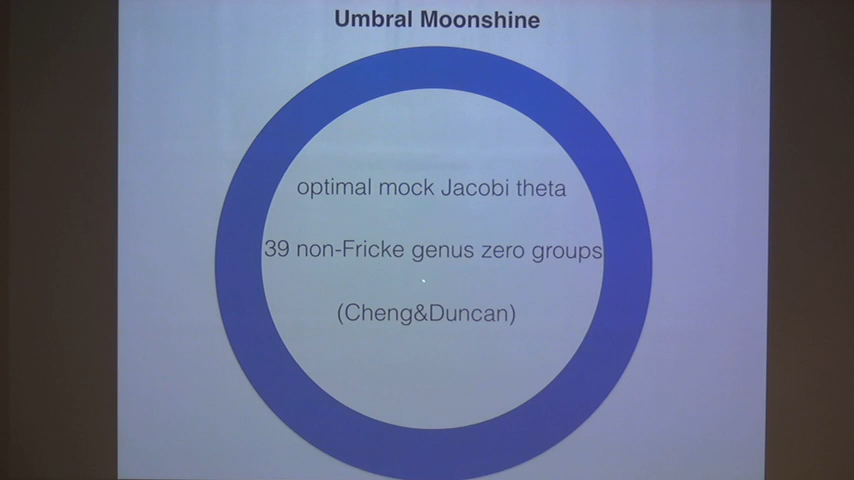 Umbral Moonshine
optimal mock Jacobi theta
39 non-Fricke genus zero groups
(Cheng&Duncan)